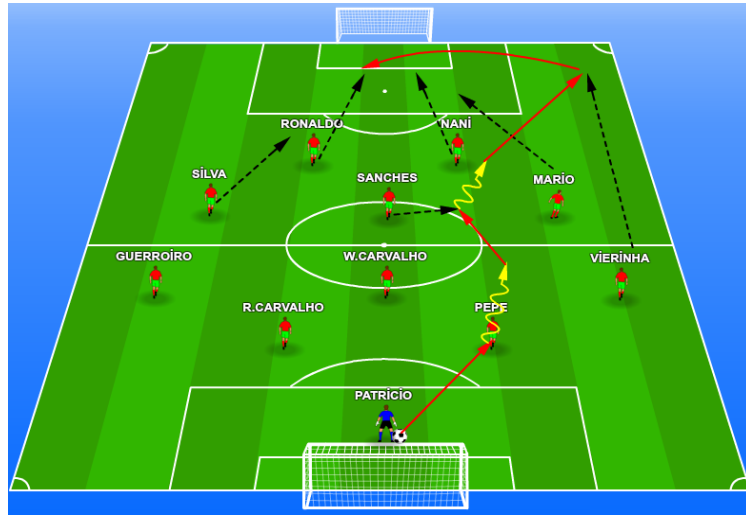 RONALDO
NANİ
SİLVA
SANCHES
MARİO
GUERROİRO
W.CARVALHO
VİERİNHA
R.CARVALHO
PEPE
PATRİCİO